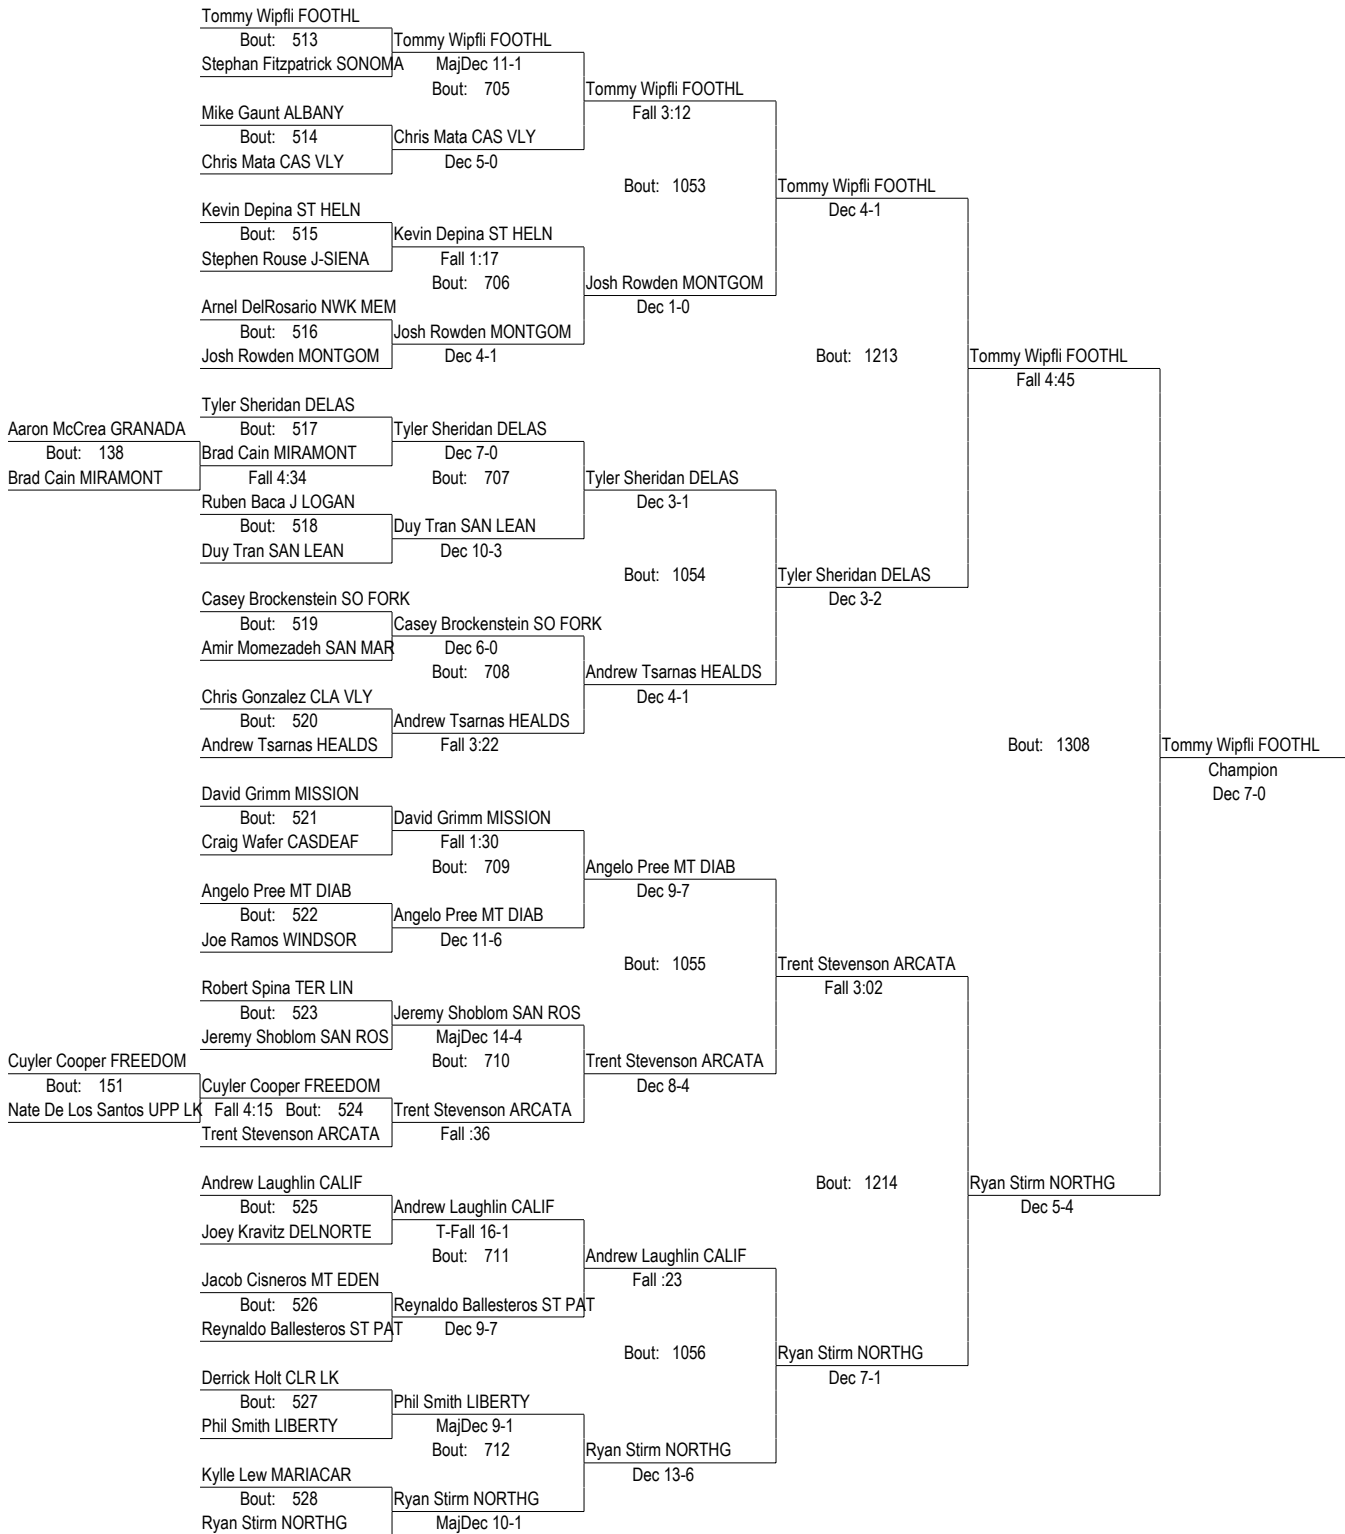 Tommy Wipfli FOOTHL
Bout: 513 Tommy Wipfli FOOTHL
Stephan Fitzpatrick SONOMA MajDec 11-1
Bout: 705 Tommy Wipfli FOOTHL
Mike Gaunt ALBANY Fall 3:12
Bout: 514 Chris Mata CAS VLY
Chris Mata CAS VLY Dec 5-0
Bout: 1053 Tommy Wipfli FOOTHL
Kevin Depina ST HELN Dec 4-1
Bout: 515 Kevin Depina ST HELN
Stephen Rouse J-SIENA Fall 1:17
Bout: 706 Josh Rowden MONTGOM
Arnel DelRosario NWK MEM Dec 1-0
Bout: 516 Josh Rowden MONTGOM
Josh Rowden MONTGOM Dec 4-1 Bout: 1213 Tommy Wipfli FOOTHL
Fall 4:45
Tyler Sheridan DELAS
Aaron McCrea GRANADA Bout: 517 Tyler Sheridan DELAS
Bout: 138 Brad Cain MIRAMONT Dec 7-0
Brad Cain MIRAMONT Fall 4:34 Bout: 707 Tyler Sheridan DELAS
Ruben Baca J LOGAN Dec 3-1
Bout: 518 Duy Tran SAN LEAN
Duy Tran SAN LEAN Dec 10-3
Bout: 1054 Tyler Sheridan DELAS
Casey Brockenstein SO FORK Dec 3-2
Bout: 519 Casey Brockenstein SO FORK
Amir Momezadeh SAN MAR Dec 6-0
Bout: 708 Andrew Tsarnas HEALDS
Chris Gonzalez CLA VLY Dec 4-1
Bout: 520 Andrew Tsarnas HEALDS
Andrew Tsarnas HEALDS Fall 3:22 Bout: 1308 Tommy Wipfli FOOTHL
Champion
David Grimm MISSION Dec 7-0
Bout: 521 David Grimm MISSION
Craig Wafer CASDEAF Fall 1:30
Bout: 709 Angelo Pree MT DIAB
Angelo Pree MT DIAB Dec 9-7
Bout: 522 Angelo Pree MT DIAB
Joe Ramos WINDSOR Dec 11-6
Bout: 1055 Trent Stevenson ARCATA
Robert Spina TER LIN Fall 3:02
Bout: 523 Jeremy Shoblom SAN ROS
Jeremy Shoblom SAN ROS MajDec 14-4
Cuyler Cooper FREEDOM Bout: 710 Trent Stevenson ARCATA
Bout: 151 Cuyler Cooper FREEDOM Dec 8-4
Nate De Los Santos UPP LK Fall 4:15 Bout: 524 Trent Stevenson ARCATA
Trent Stevenson ARCATA Fall :36
Andrew Laughlin CALIF Bout: 1214 Ryan Stirm NORTHG
Bout: 525 Andrew Laughlin CALIF Dec 5-4
Joey Kravitz DELNORTE T-Fall 16-1
Bout: 711 Andrew Laughlin CALIF
Jacob Cisneros MT EDEN Fall :23
Bout: 526 Reynaldo Ballesteros ST PAT
Reynaldo Ballesteros ST PAT Dec 9-7
Bout: 1056 Ryan Stirm NORTHG
Derrick Holt CLR LK Dec 7-1
Bout: 527 Phil Smith LIBERTY
Phil Smith LIBERTY MajDec 9-1
Bout: 712 Ryan Stirm NORTHG
Kylle Lew MARIACAR Dec 13-6
Bout: 528 Ryan Stirm NORTHG
Ryan Stirm NORTHG MajDec 10-1